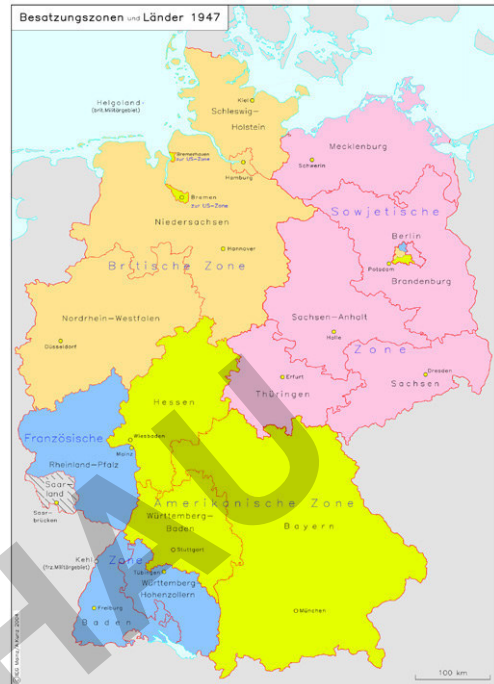 Besatzungszonen und Länder 1947
Kiel
Helgoland
(brit.Militärgebiet)
Schleswig-
Holstein
Mecklenburg
Schwerin
Bremerhaven
zur US-Zone
Hamburg
Bremen
zur US-Zone
Sowjetische
Niedersachsen
Berlin
Hannover
Potsdam
Britische Zone
Brandenburg
Nordrhein-Westfalen
Sachsen-Anhalt
Halle
Düsseldorf
Zone
Dresden
Erfurt
Sachsen
Thüringen
Hessen
Französische
Wiesbaden
Mainz
Rheinland-Pfalz
Saar-
land
Amerikanische Zone
Saar-
brücken
Württemberg-
Baden
Bayern
Stuttgart
Kehl
(frz.Militärgebiet)
Zone
Tübingen
Württemberg
Hohenzollern
Freiburg
Baden
München
100 km
HAU